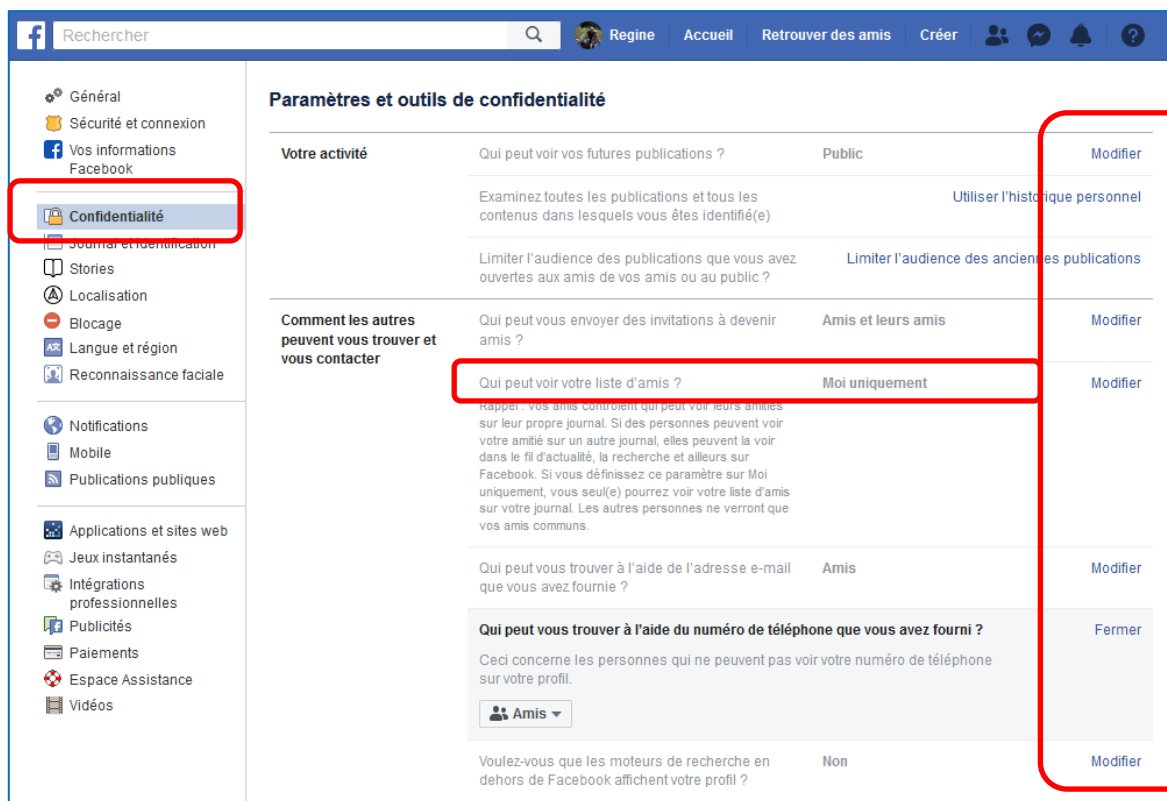 Rechercher
Regine Accueil Retrouver des amis Créer
Général
Sécurité et connexion
Vos informations
Facebook
Confidentialité
Journal et identification
Stories
Localisation
Blocage
Langue et région
Reconnaissance faciale
Notifications
Mobile
Publications publiques
Applications et sites web
Jeux instantanés
Intégrations
professionnelles
Publicités
Paiements
Espace Assistance
Vidéos
Paramètres et outils de confidentialité
Votre activité
Qui peut voir vos futures publications ? Public Modifier
Examinez toutes les publications et tous les
contenus dans lesquels vous êtes identifié(e)
Utiliser l'historique personnel
Limiter l'audience des publications que vous avez
ouvertes aux amis de vos amis ou au public ?
Limiter l'audience des anciennes publications
Comment les autres
peuvent vous trouver et
vous contacter
Qui peut vous envoyer des invitations à devenir
amis ?
Amis et leurs amis Modifier
Qui peut voir votre liste d'amis ? Moi uniquement Modifier
Rappel : vos amis contrôlent qui peut voir leurs amitiés
sur leur propre journal. Si des personnes peuvent voir
votre amitié sur un autre journal, elles peuvent la voir
dans le fil d'actualité, la recherche et ailleurs sur
Facebook. Si vous définissez ce paramètre sur Moi
uniquement, vous seul(e) pourrez voir votre liste d'amis
sur votre journal. Les autres personnes ne verront que
vos amis communs.
Qui peut vous trouver à l'aide de l'adresse e-mail
que vous avez fournie ?
Amis Modifier
Qui peut vous trouver à l'aide du numéro de téléphone que vous avez fourni ? Fermer
Ceci concerne les personnes qui ne peuvent pas voir votre numéro de téléphone
sur votre profil.
Amis
Voulez-vous que les moteurs de recherche en
dehors de Facebook affichent votre profil ?
Non Modifier